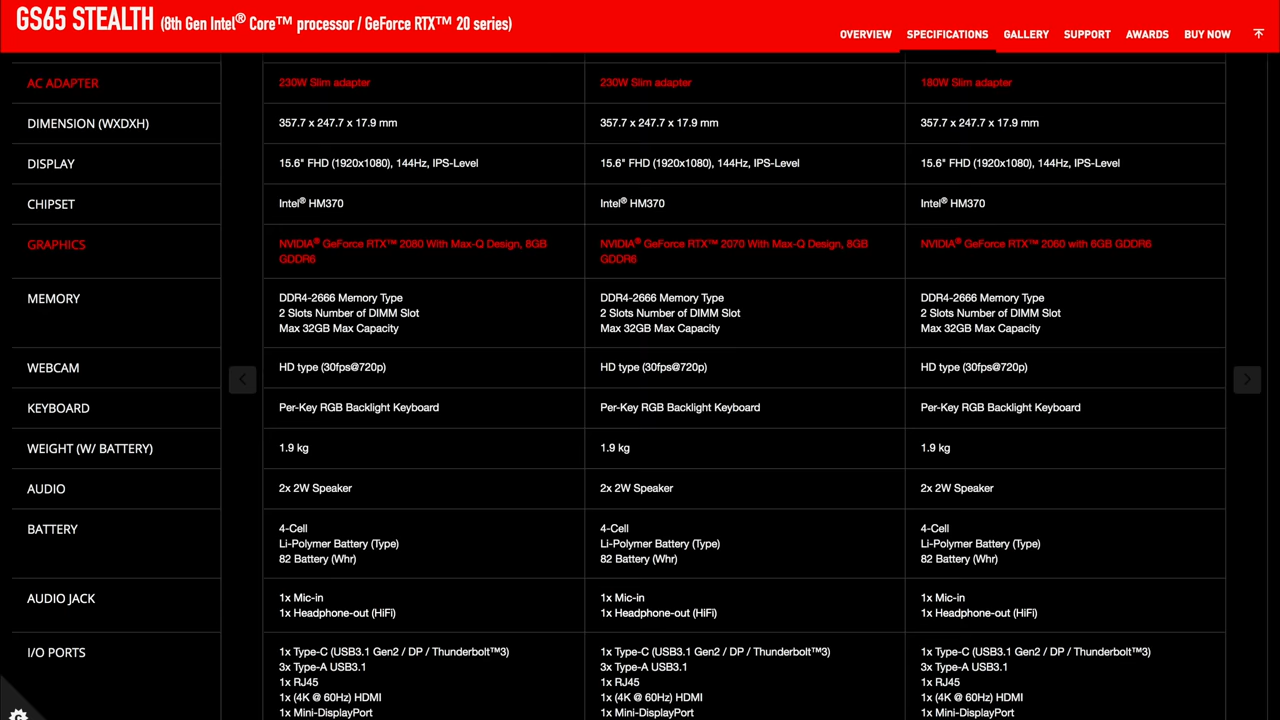 GS65 STEALTH (8th Gen Intel® Core™ processor / GeForce RTX™ 20 series)
OVERVIEW SPECIFICATIONS GALLERY SUPPORT AWARDS BUY NOW
AC ADAPTER 230W Slim adapter 230W Slim adapter 180W Slim adapter
DIMENSION (WXDXH) 357.7 x 247.7 x 17.9 mm 357.7 x 247.7 x 17.9 mm 357.7 x 247.7 x 17.9 mm
DISPLAY 15.6" FHD (1920x1080), 144Hz, IPS-Level 15.6" FHD (1920x1080), 144Hz, IPS-Level 15.6" FHD (1920x1080), 144Hz, IPS-Level
CHIPSET Intel® HM370 Intel® HM370 Intel® HM370
GRAPHICS NVIDIA® GeForce RTX™ 2080 With Max-Q Design, 8GB NVIDIA® GeForce RTX™ 2070 With Max-Q Design, 8GB NVIDIA® GeForce RTX™ 2060 with 6GB GDDR6
GDDR6 GDDR6
MEMORY DDR4-2666 Memory Type DDR4-2666 Memory Type DDR4-2666 Memory Type
2 Slots Number of DIMM Slot 2 Slots Number of DIMM Slot 2 Slots Number of DIMM Slot
Max 32GB Max Capacity Max 32GB Max Capacity Max 32GB Max Capacity
WEBCAM HD type (30fps@720p) HD type (30fps@720p) HD type (30fps@720p)
KEYBOARD Per-Key RGB Backlight Keyboard Per-Key RGB Backlight Keyboard Per-Key RGB Backlight Keyboard
WEIGHT (W/ BATTERY) 1.9 kg 1.9 kg 1.9 kg
AUDIO 2x 2W Speaker 2x 2W Speaker 2x 2W Speaker
BATTERY 4-Cell 4-Cell 4-Cell
Li-Polymer Battery (Type) Li-Polymer Battery (Type) Li-Polymer Battery (Type)
82 Battery (Whr) 82 Battery (Whr) 82 Battery (Whr)
AUDIO JACK 1x Mic-in 1x Mic-in 1x Mic-in
1x Headphone-out (HiFi) 1x Headphone-out (HiFi) 1x Headphone-out (HiFi)
I/O PORTS 1x Type-C (USB3.1 Gen2 / DP / Thunderbolt™3) 1x Type-C (USB3.1 Gen2 / DP / Thunderbolt™3) 1x Type-C (USB3.1 Gen2 / DP / Thunderbolt™3)
3x Type-A USB3.1 3x Type-A USB3.1 3x Type-A USB3.1
1x RJ45 1x RJ45 1x RJ45
1x (4K @ 60Hz) HDMI 1x (4K @ 60Hz) HDMI 1x (4K @ 60Hz) HDMI
1x Mini-DisplayPort 1x Mini-DisplayPort 1x Mini-DisplayPort